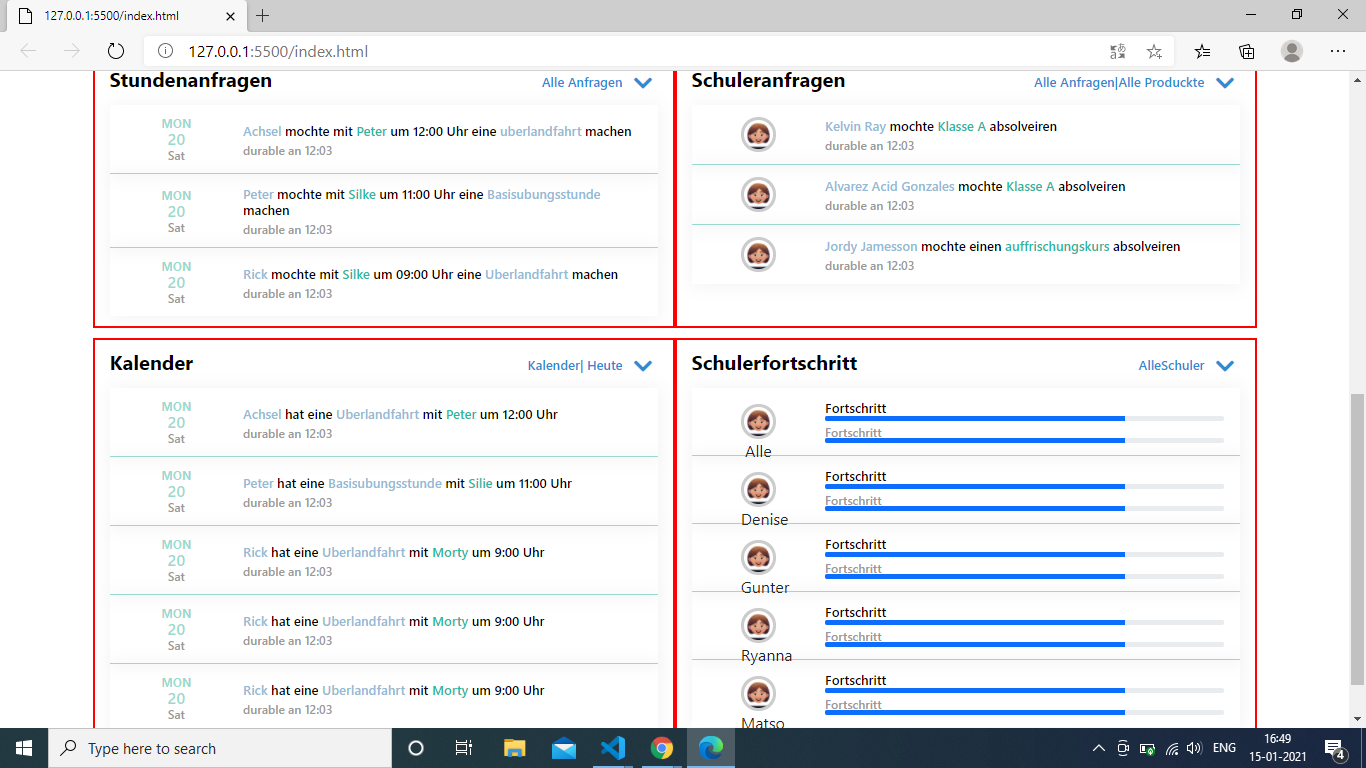 127.0.0.1:5500/index.html
127.0.0.1:5500/index.html
Stundenanfragen
Alle Anfragen
MON
20
Sat
Achsel mochte mit Peter um 12:00 Uhr eine uberlandfahrt machen
durable an 12:03
MON
20
Sat
Peter mochte mit Silke um 11:00 Uhr eine Basisubungsstunde
machen
durable an 12:03
MON
20
Sat
Rick mochte mit Silke um 09:00 Uhr eine Uberlandfahrt machen
durable an 12:03
Schuleranfragen
Alle Anfragen|Alle Produckte
Kelvin Ray mochte Klasse A absolveiren
durable an 12:03
Alvarez Acid Gonzales mochte Klasse A absolveiren
durable an 12:03
Jordy Jamesson mochte einen auffrischungskurs absolveiren
durable an 12:03
Kalender
Kalender| Heute
MON
20
Sat
Achsel hat eine Uberlandfahrt mit Peter um 12:00 Uhr
durable an 12:03
MON
20
Sat
Peter hat eine Basisubungsstunde mit Silie um 11:00 Uhr
durable an 12:03
MON
20
Sat
Rick hat eine Uberlandfahrt mit Morty um 9:00 Uhr
durable an 12:03
MON
20
Sat
Rick hat eine Uberlandfahrt mit Morty um 9:00 Uhr
durable an 12:03
MON
20
Sat
Rick hat eine Uberlandfahrt mit Morty um 9:00 Uhr
durable an 12:03
Schulerfortschritt
AlleSchuler
Fortschritt
Fortschritt
Alle
Fortschritt
Fortschritt
Denise
Fortschritt
Fortschritt
Gunter
Fortschritt
Fortschritt
Ryanna
Fortschritt
Fortschritt
Matso
Type here to search
ENG
16:49
15-01-2021
4